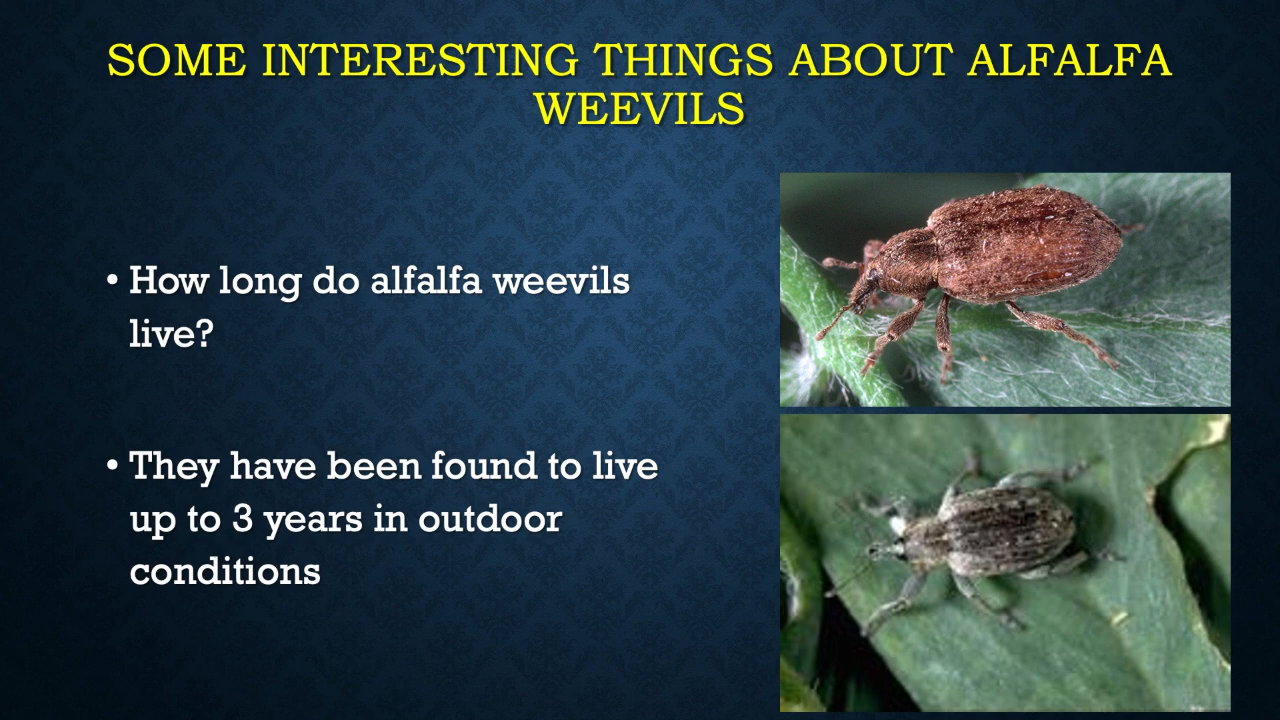 SOME INTERESTING THINGS ABOUT ALFALFA
WEEVILS
• How long do alfalfa weevils
live?
• They have been found to live
up to 3 years in outdoor
conditions